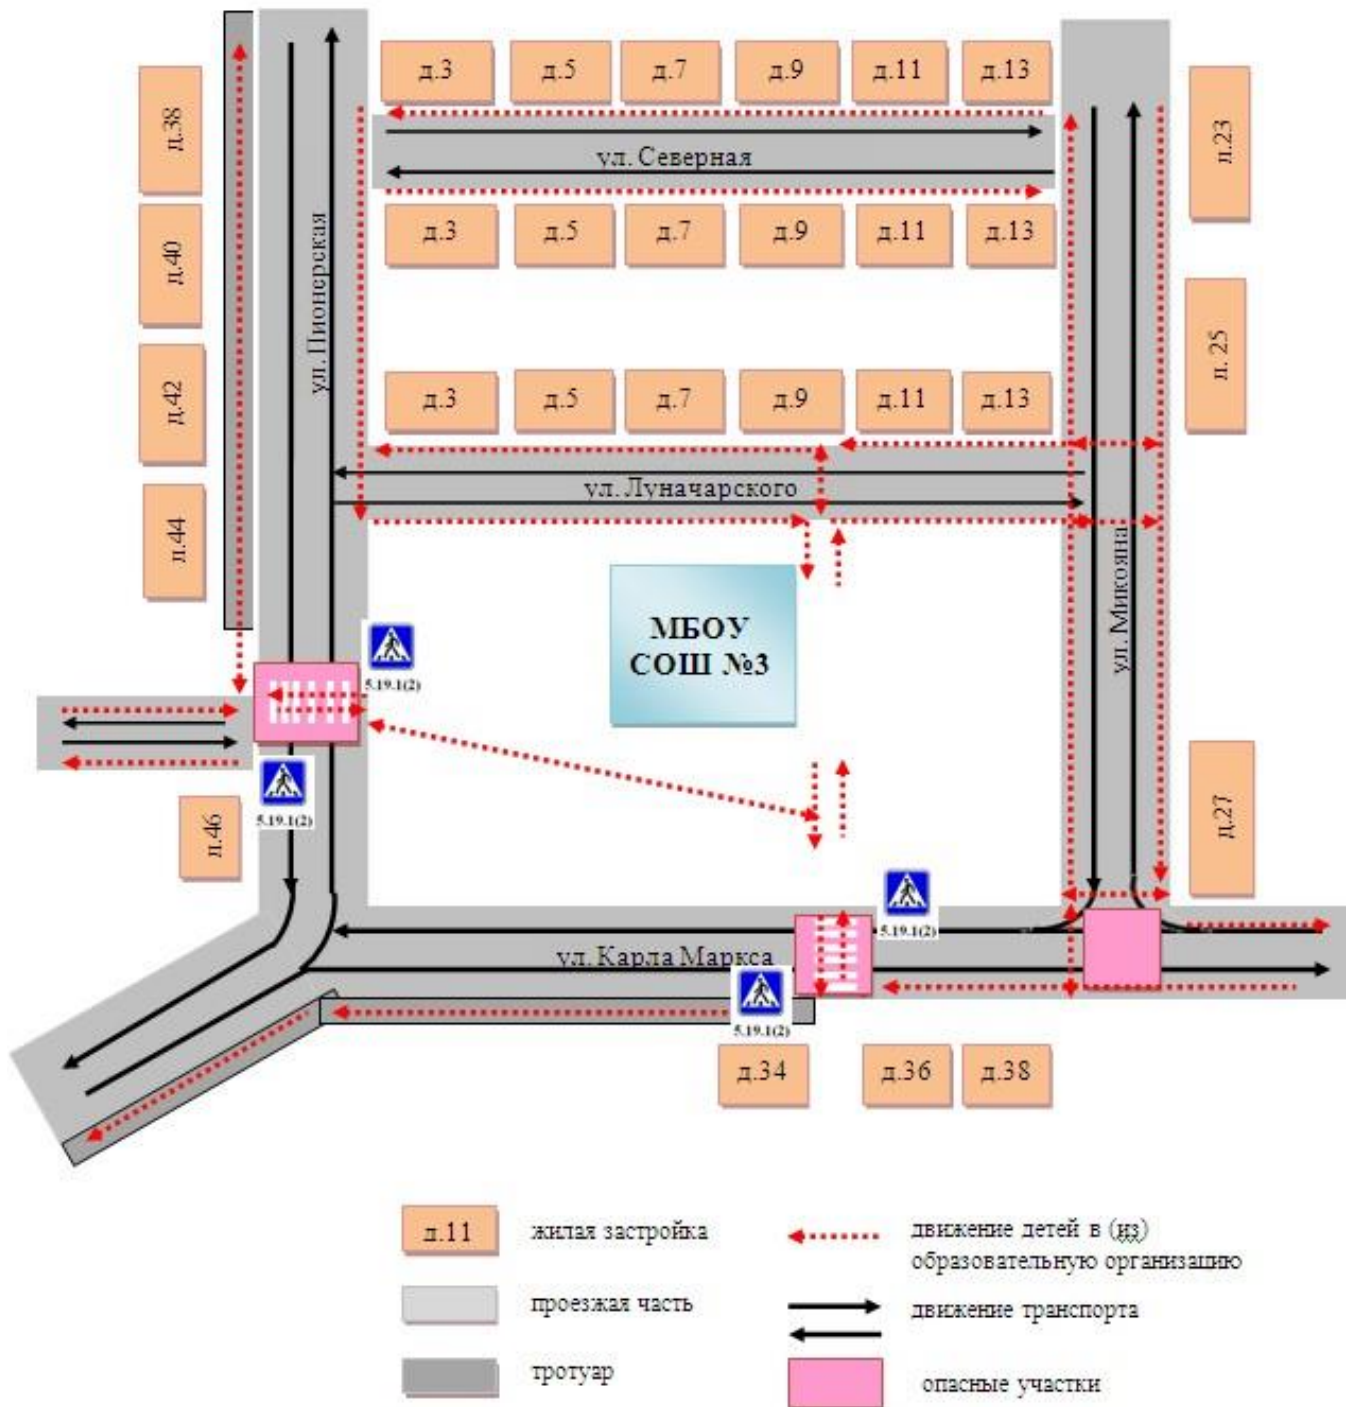 д.3 д.5 д.7 д.9 д.11 д.13
д.38
л.23
ул. Северная
д.3 д.5 д.7 д.9 д.11 д.13
д.40
ул. Пионерская
л. 25
д.42
д.3 д.5 д.7 д.9 д.11 д.13
л.44
ул. Луначарского
ул. Микояна
МБОУ
СОШ №3
5.19.1(2)
5.19.1(2)
л.46
д.27
5.19.1(2)
ул. Карла Маркса
5.19.1(2)
д.34 д.36 д.38
д.11 жилая застройка
движение детей в (из)
образовательную организацию
проезжая часть
движение транспорта
тротуар
опасные участки